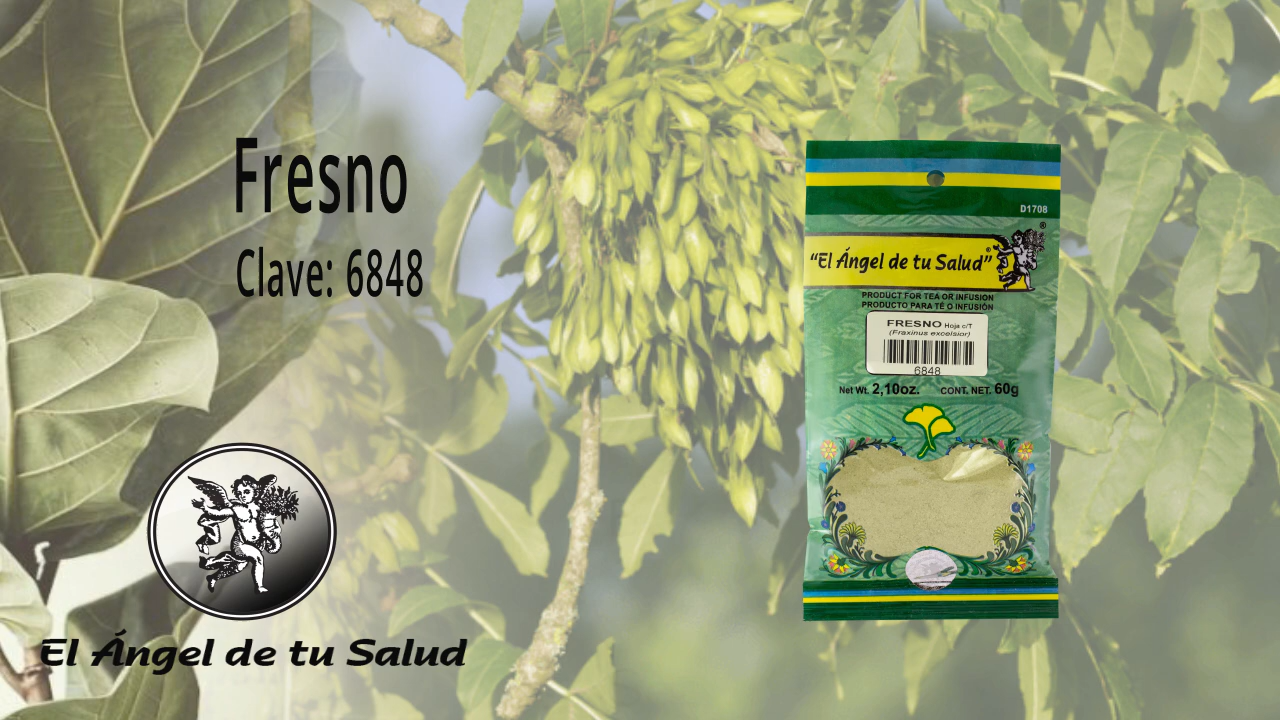 Fresno
Clave: 6848
El Ángel de tu Salud
D1708
®
"El Ángel de tu Salud"®
PRODUCT FOR TEA OR INFUSION
PRODUCTO PARA TÉ O INFUSIÓN
FRESNO Hoja c/T
(Fraxinus excelsior)
6848
Net Wt. 2,10oz. CONT. NET. 60g